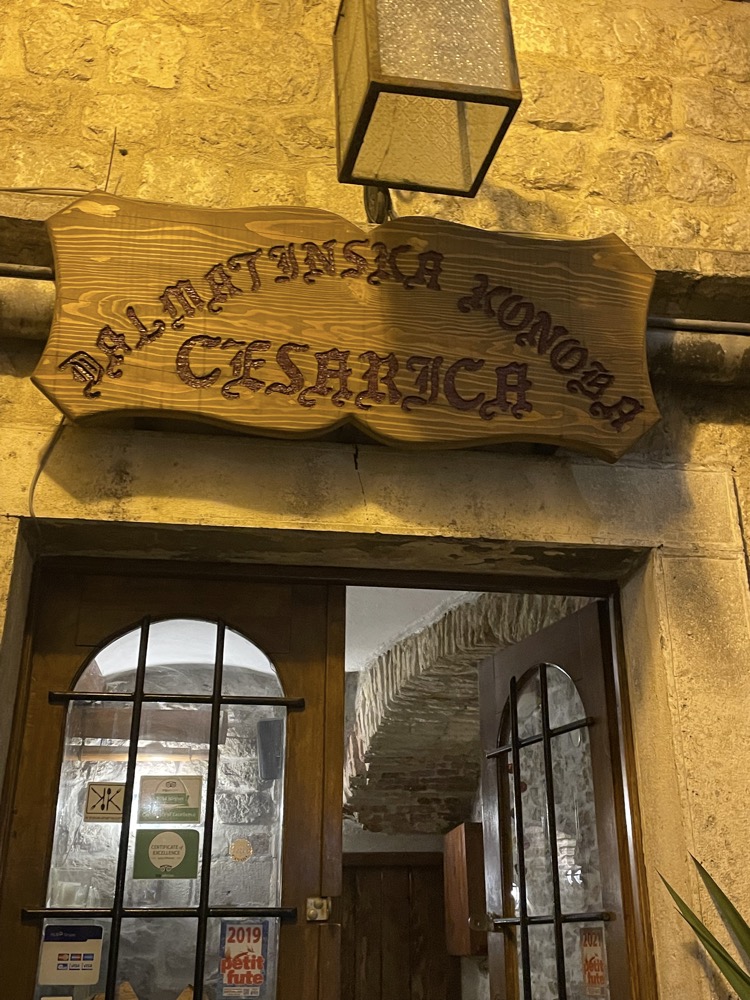 DALMATINSKA KONOBA
CESARICA
CERTIFICATE of
EXCELLENCE
2019
petit
futé
2021
petit
futé